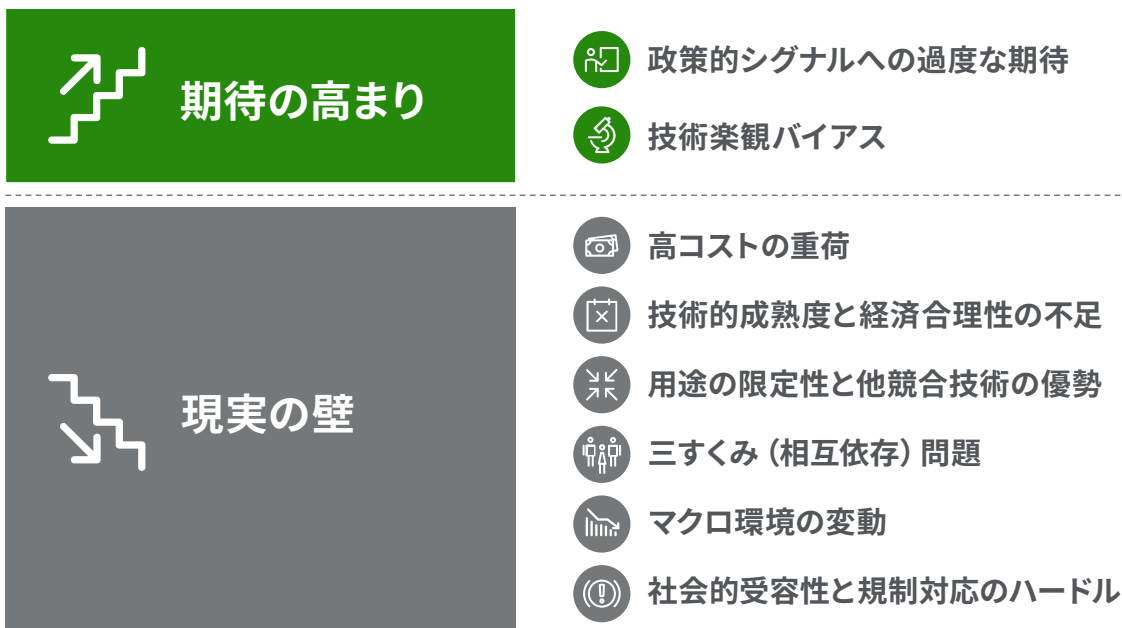 期待の高まり
政策的シグナルへの過度な期待
技術楽観バイアス
現実の壁
高コストの重荷
技術的成熟度と経済合理性の不足
用途の限定性と他競合技術の優勢
三すくみ（相互依存）問題
マクロ環境の変動
社会的受容性と規制対応のハードル